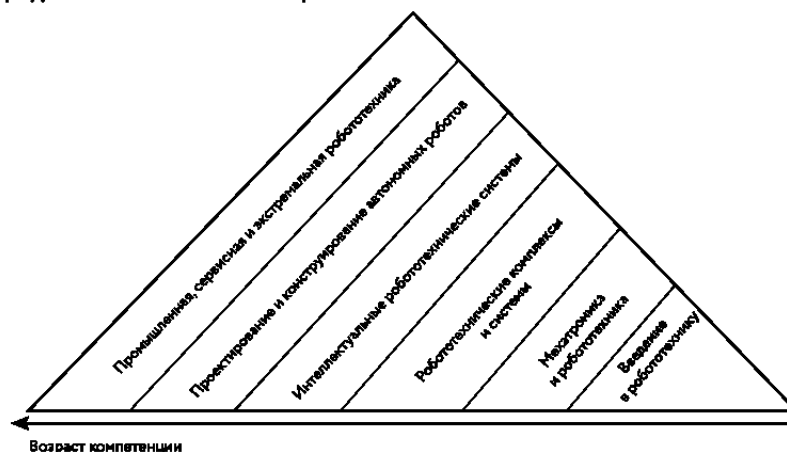 Промышленная, сервисная и экстремальная робототехника
Проектирование и конструирование автономных роботов
Интеллектуальные робототехнические системы
Робототехнические комплексы
и системы
Мехатроника
и робототехника
Введение
в робототехнику
Возраст компетенции